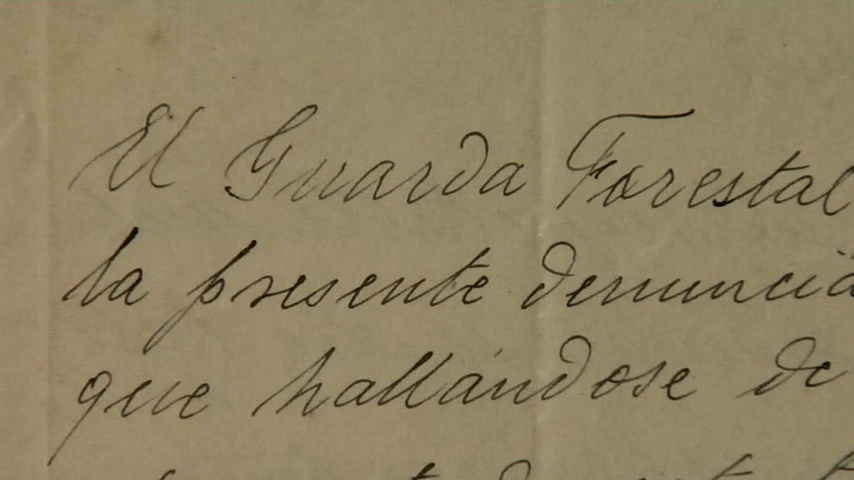 El Guarda Forestal
la presente denuncia
que hallándose de